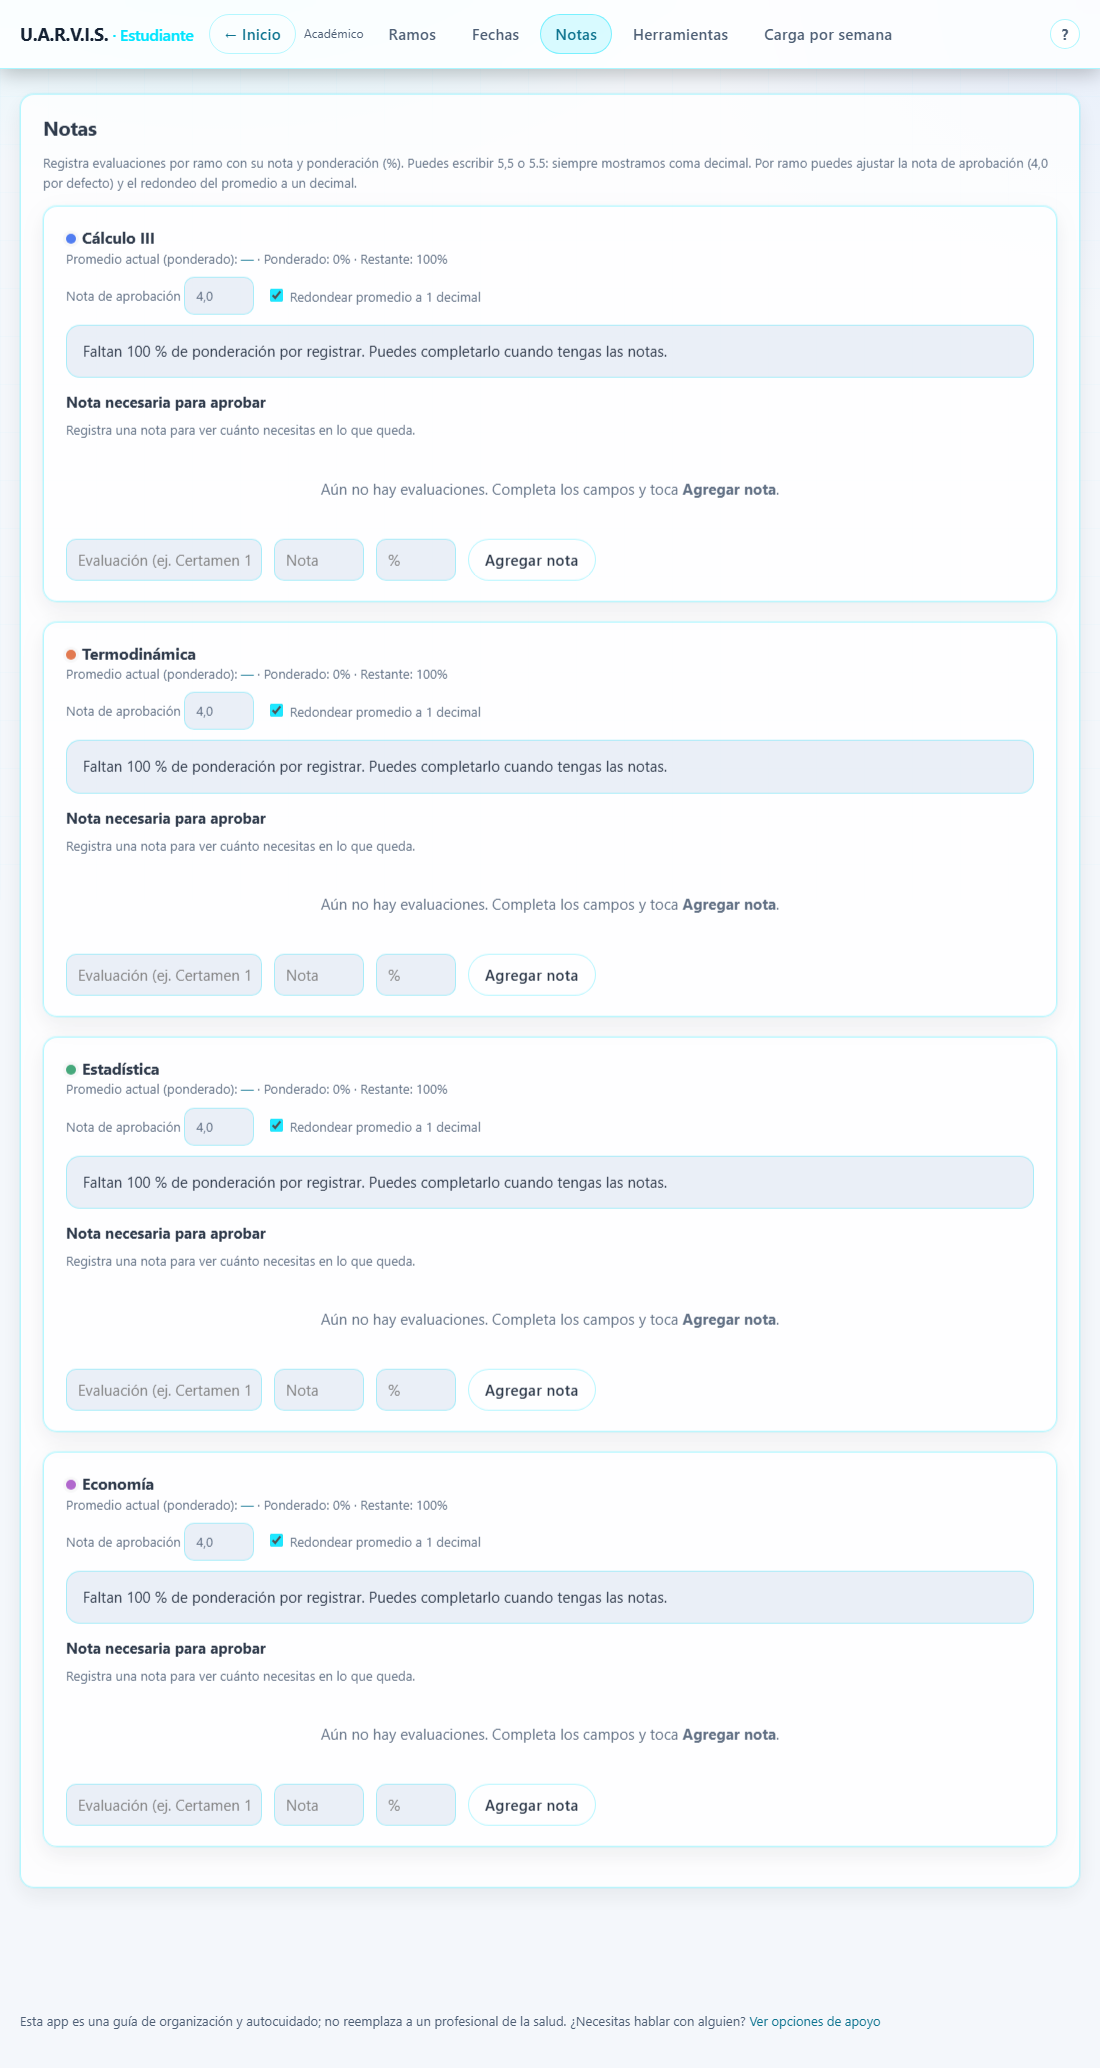 U.A.R.V.I.S. · Estudiante ← Inicio Académico Ramos Fechas Notas Herramientas Carga por semana ?
Notas
Registra evaluaciones por ramo con su nota y ponderación (%). Puedes escribir 5,5 o 5.5: siempre mostramos coma decimal. Por ramo puedes ajustar la nota de aprobación (4,0
por defecto) y el redondeo del promedio a un decimal.
Cálculo III
Promedio actual (ponderado): — · Ponderado: 0% · Restante: 100%
Nota de aprobación 4,0 Redondear promedio a 1 decimal
Faltan 100 % de ponderación por registrar. Puedes completarlo cuando tengas las notas.
Nota necesaria para aprobar
Registra una nota para ver cuánto necesitas en lo que queda.
Aún no hay evaluaciones. Completa los campos y toca Agregar nota.
Evaluación (ej. Certamen 1 Nota % Agregar nota
Termodinámica
Promedio actual (ponderado): — · Ponderado: 0% · Restante: 100%
Nota de aprobación 4,0 Redondear promedio a 1 decimal
Faltan 100 % de ponderación por registrar. Puedes completarlo cuando tengas las notas.
Nota necesaria para aprobar
Registra una nota para ver cuánto necesitas en lo que queda.
Aún no hay evaluaciones. Completa los campos y toca Agregar nota.
Evaluación (ej. Certamen 1 Nota % Agregar nota
Estadística
Promedio actual (ponderado): — · Ponderado: 0% · Restante: 100%
Nota de aprobación 4,0 Redondear promedio a 1 decimal
Faltan 100 % de ponderación por registrar. Puedes completarlo cuando tengas las notas.
Nota necesaria para aprobar
Registra una nota para ver cuánto necesitas en lo que queda.
Aún no hay evaluaciones. Completa los campos y toca Agregar nota.
Evaluación (ej. Certamen 1 Nota % Agregar nota
Economía
Promedio actual (ponderado): — · Ponderado: 0% · Restante: 100%
Nota de aprobación 4,0 Redondear promedio a 1 decimal
Faltan 100 % de ponderación por registrar. Puedes completarlo cuando tengas las notas.
Nota necesaria para aprobar
Registra una nota para ver cuánto necesitas en lo que queda.
Aún no hay evaluaciones. Completa los campos y toca Agregar nota.
Evaluación (ej. Certamen 1 Nota % Agregar nota
Esta app es una guía de organización y autocuidado; no reemplaza a un profesional de la salud. ¿Necesitas hablar con alguien? Ver opciones de apoyo